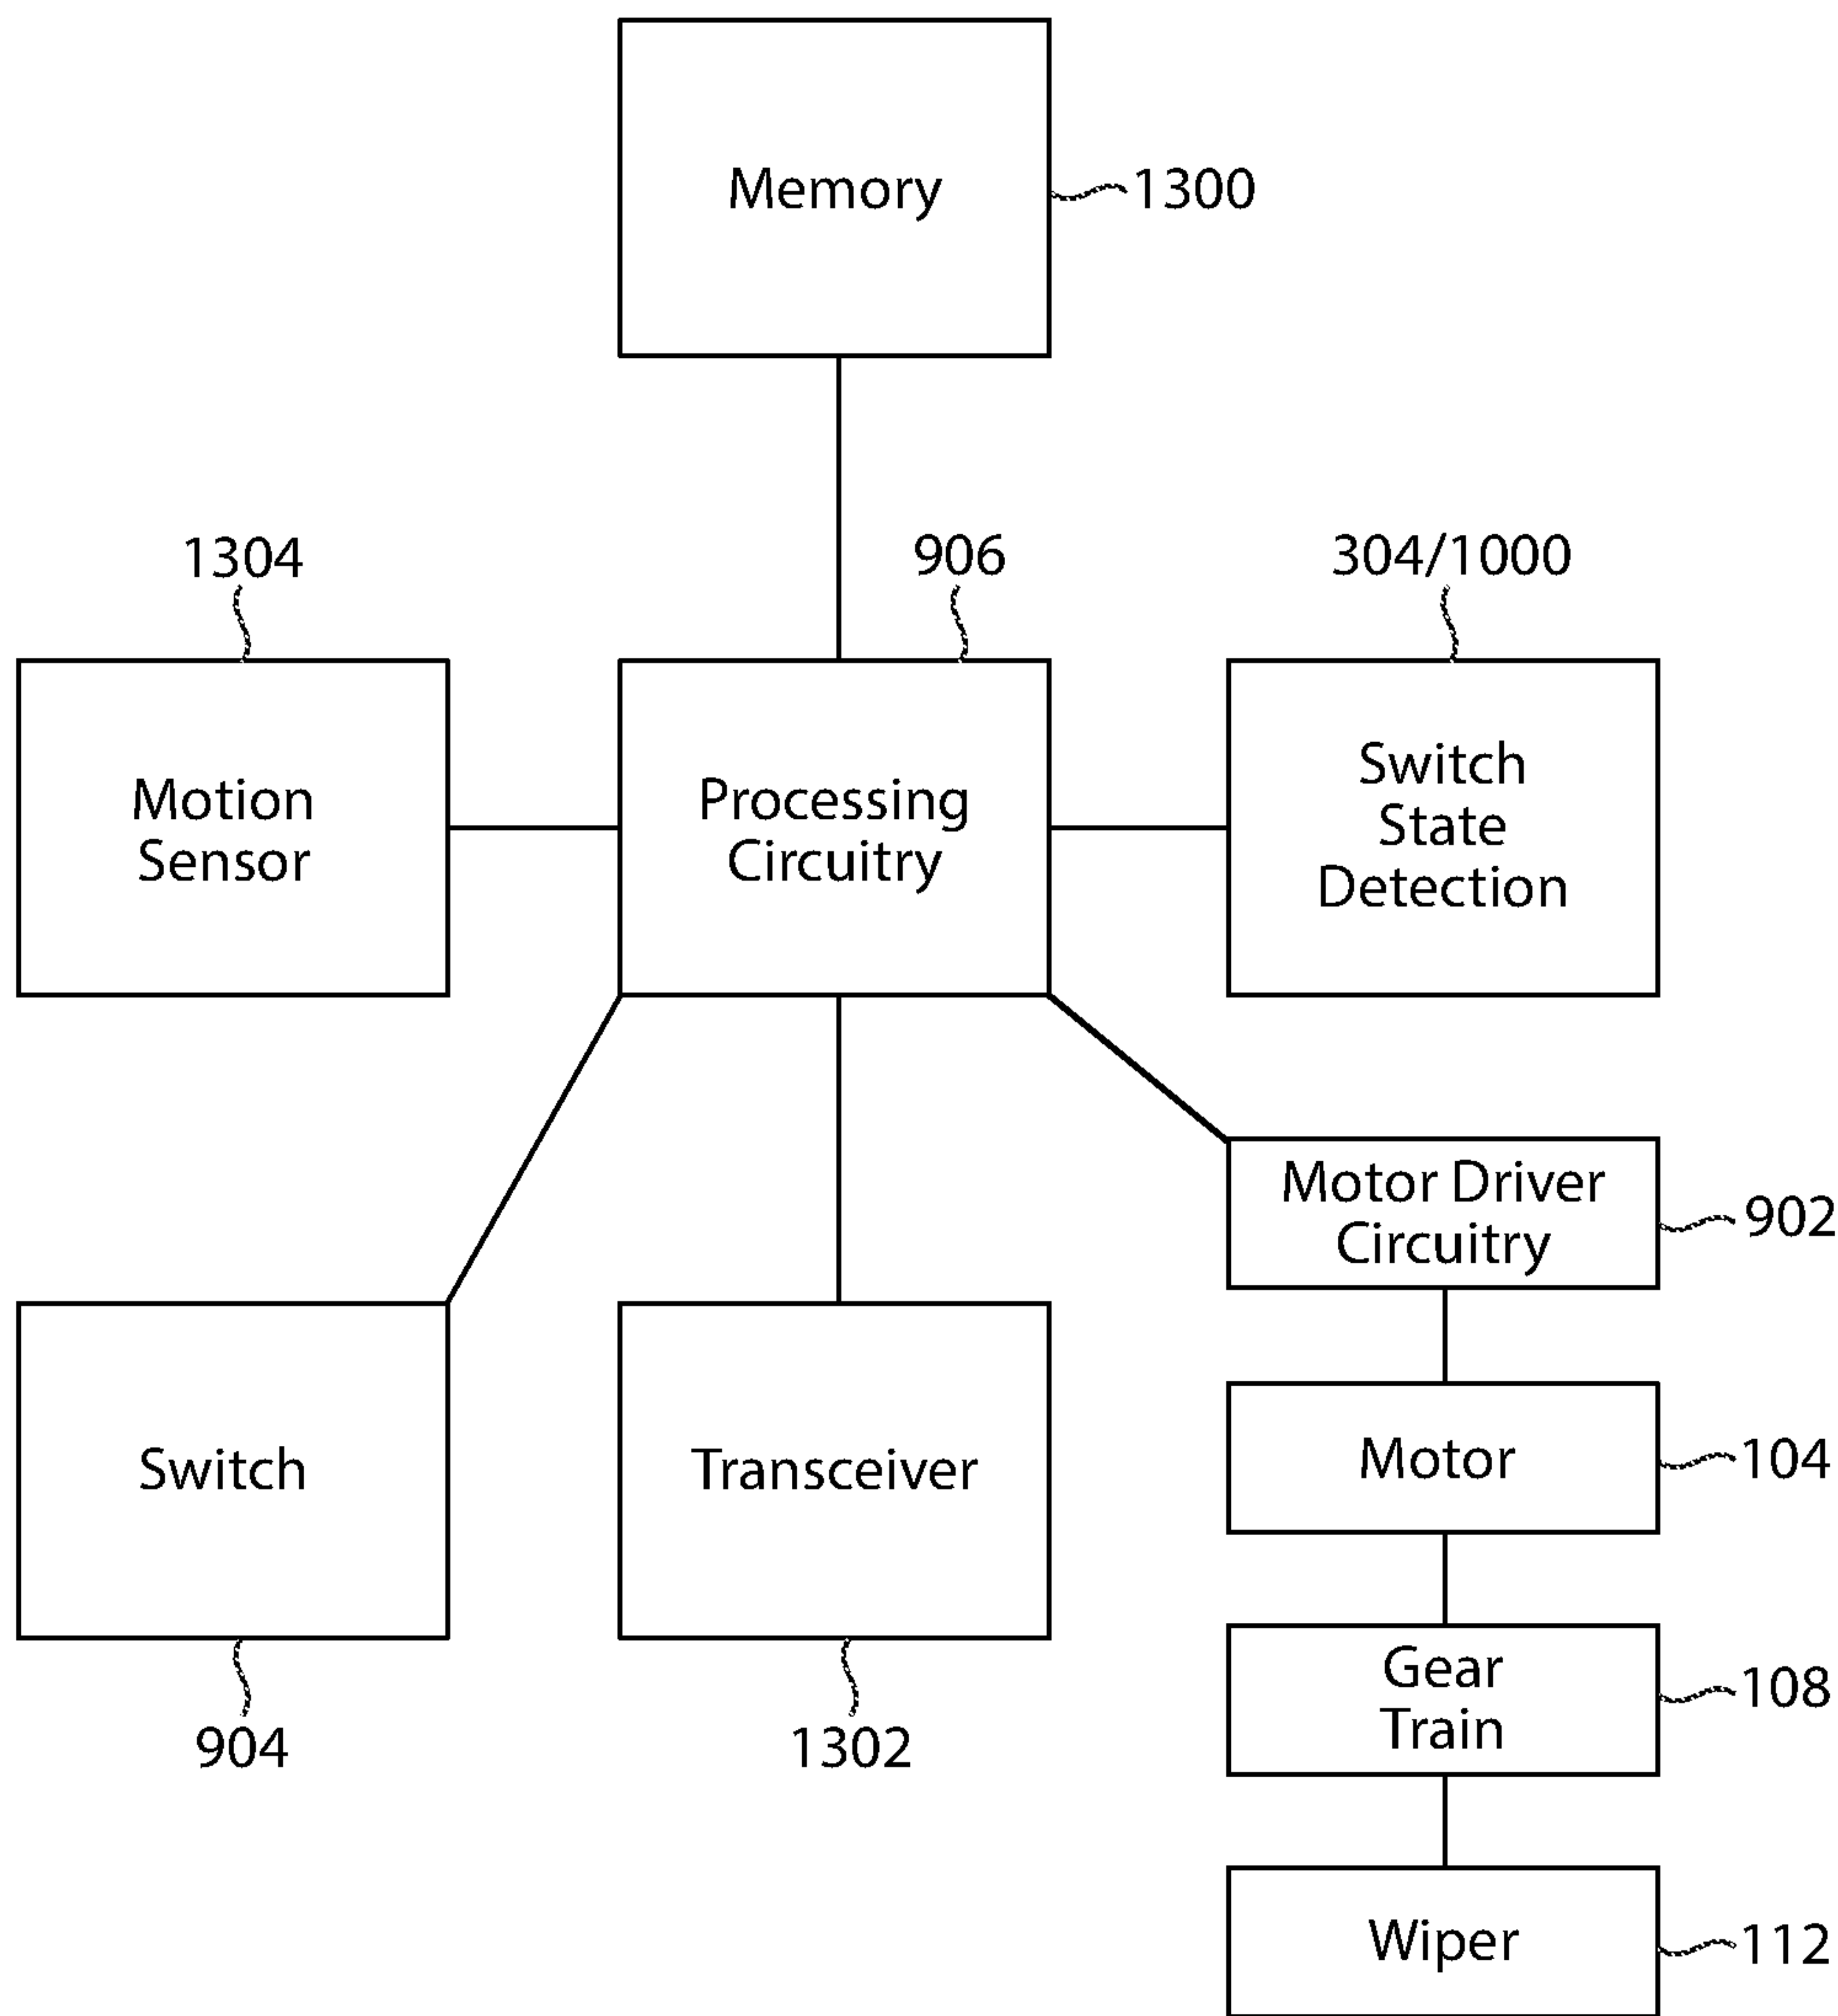 Memory
1300
1304
906
304/1000
Motion
Sensor
Processing
Circuitry
Switch
State
Detection
Motor Driver
Circuitry
902
Switch
Transceiver
Motor
104
904
1302
Gear
Train
108
Wiper
112